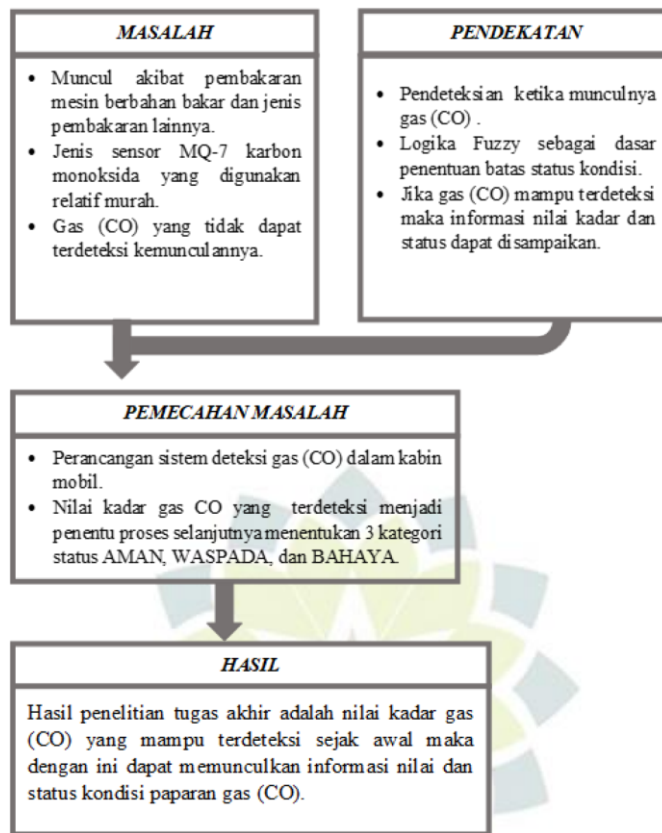 MASALAH
• Muncul akibat pembakaran
mesin berbahan bakar dan jenis
pembakaran lainnya.
• Jenis sensor MQ-7 karbon
monoksida yang digunakan
relatif murah.
• Gas (CO) yang tidak dapat
terdeteksi kemunculannya.
PENDEKATAN
• Pendeteksian ketika munculnya
gas (CO) .
• Logika Fuzzy sebagai dasar
penentuan batas status kondisi.
• Jika gas (CO) mampu terdeteksi
maka informasi nilai kadar dan
status dapat disampaikan.
PEMECAHAN MASALAH
• Perancangan sistem deteksi gas (CO) dalam kabin
mobil.
• Nilai kadar gas CO yang terdeteksi menjadi
penentu proses selanjutnya menentukan 3 kategori
status AMAN, WASPADA, dan BAHAYA.
HASIL
Hasil penelitian tugas akhir adalah nilai kadar gas
(CO) yang mampu terdeteksi sejak awal maka
dengan ini dapat memunculkan informasi nilai dan
status kondisi paparan gas (CO).